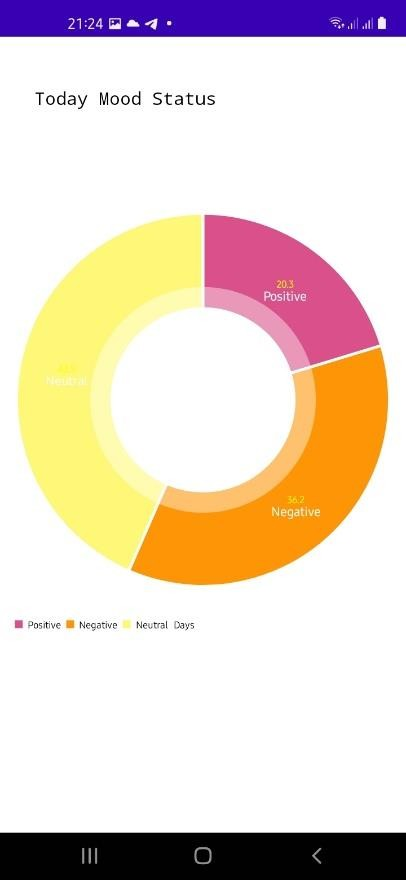 21:24
Today Mood Status
20.3
Positive
Neutral
36.2
Negative
Positive Negative Neutral Days